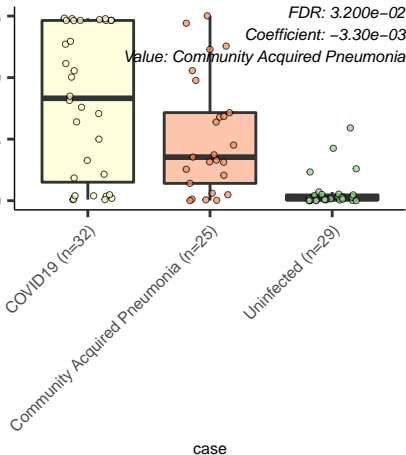 FDR: 3.200e−02
Coefficient: −3.30e−03
Value: Community Acquired Pneumonia
COVID19 (n=32)
Community Acquired Pneumonia (n=25)
Uninfected (n=29)
case